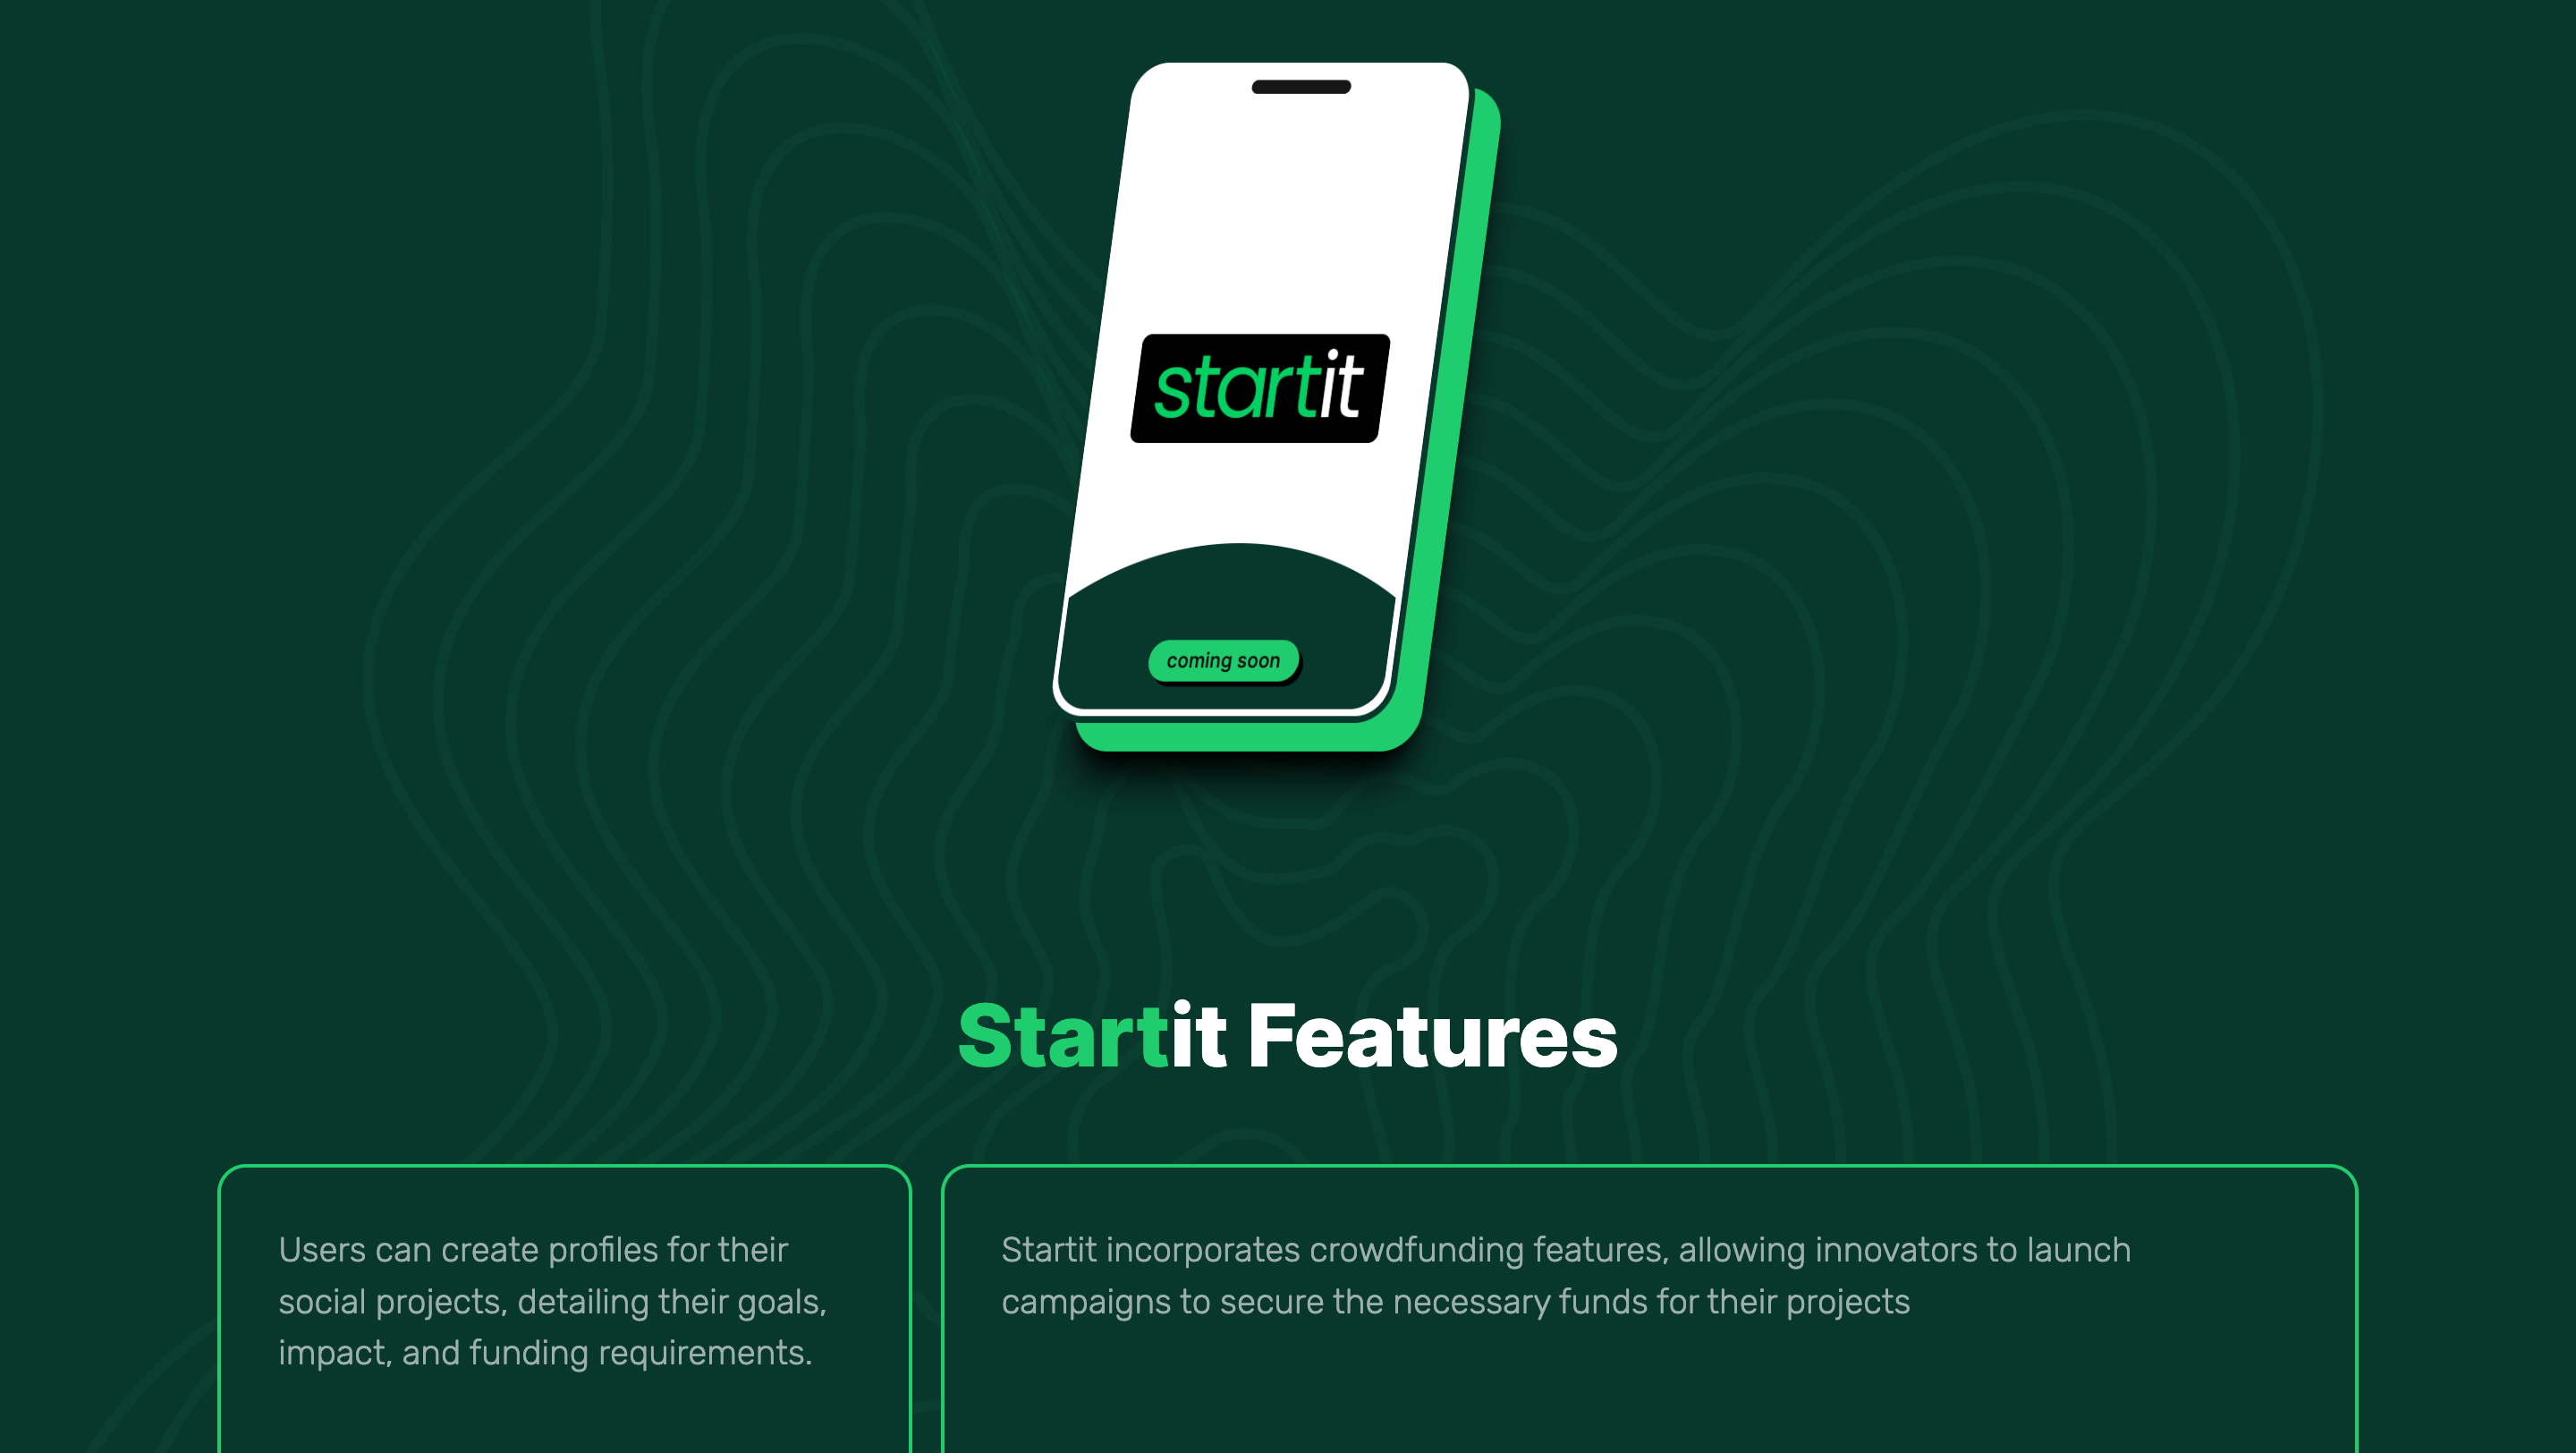 startit
coming soon
Startit Features
Users can create profiles for their
social projects, detailing their goals,
impact, and funding requirements.
Startit incorporates crowdfunding features, allowing innovators to launch
campaigns to secure the necessary funds for their projects